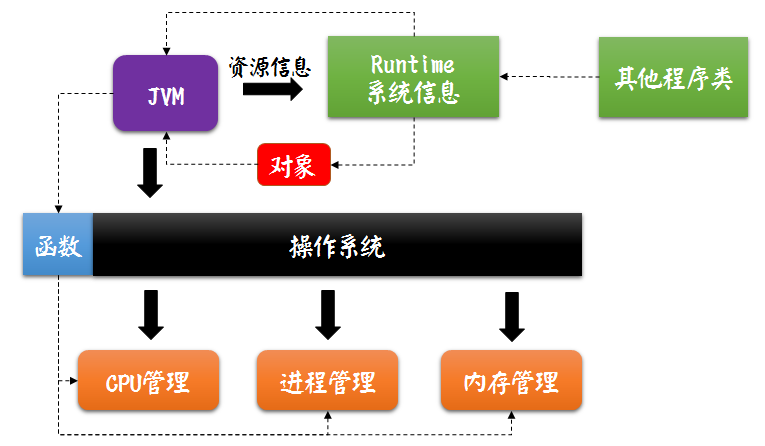 JVM
资源信息
Runtime
系统信息
其他程序类
对象
函数
操作系统
CPU管理
进程管理
内存管理